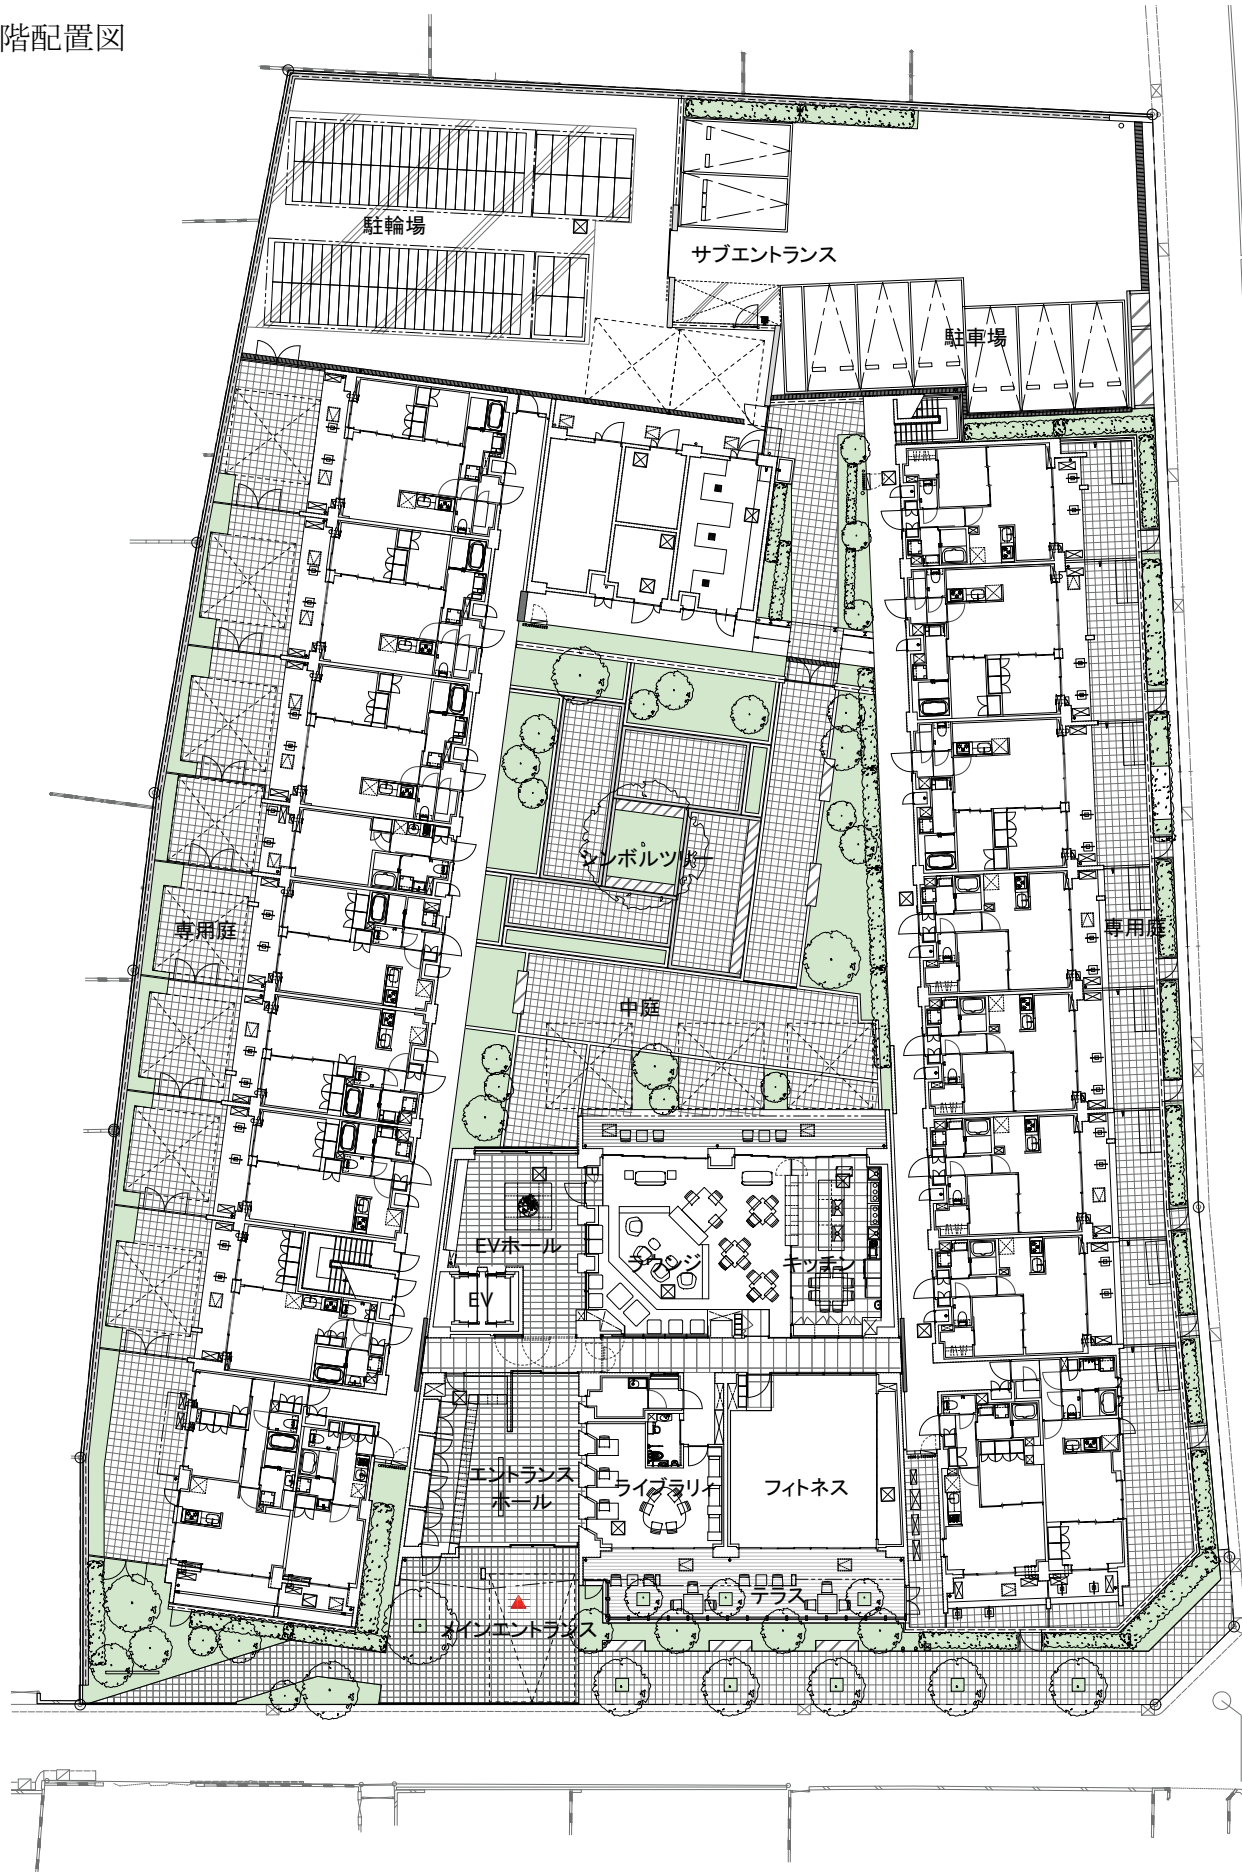 階配置図
駐輪場
サブエントランス
駐車場
シンボルツリー
専用庭
専用庭
中庭
EVホール
ラウンジ
キッチン
EV
エントランス
ホール
ライブラリィ
フィトネス
テラス
メインエントランス